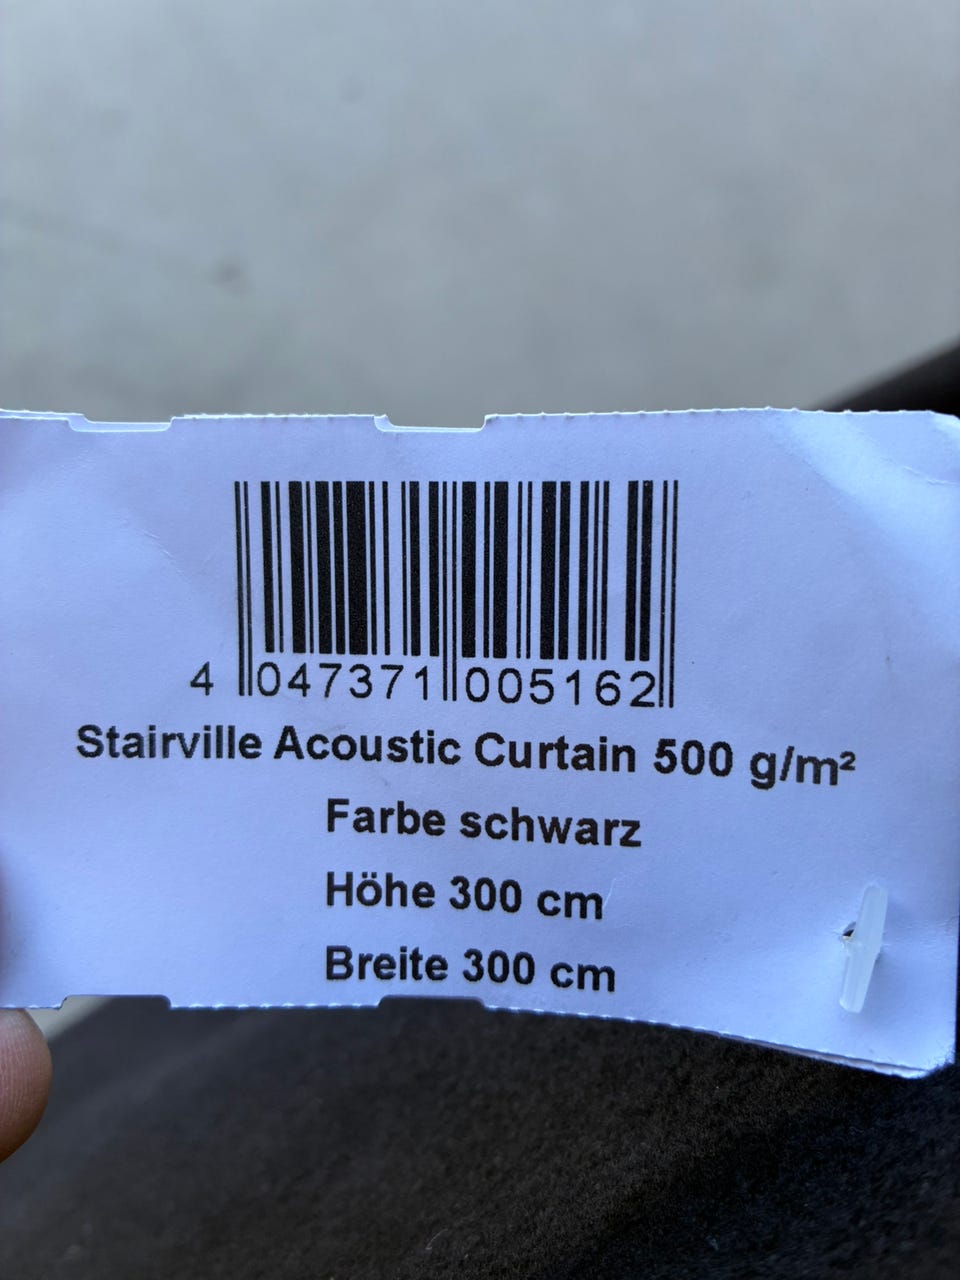 4 047371 005162
Stairville Acoustic Curtain 500 g/m²
Farbe schwarz
Höhe 300 cm
Breite 300 cm